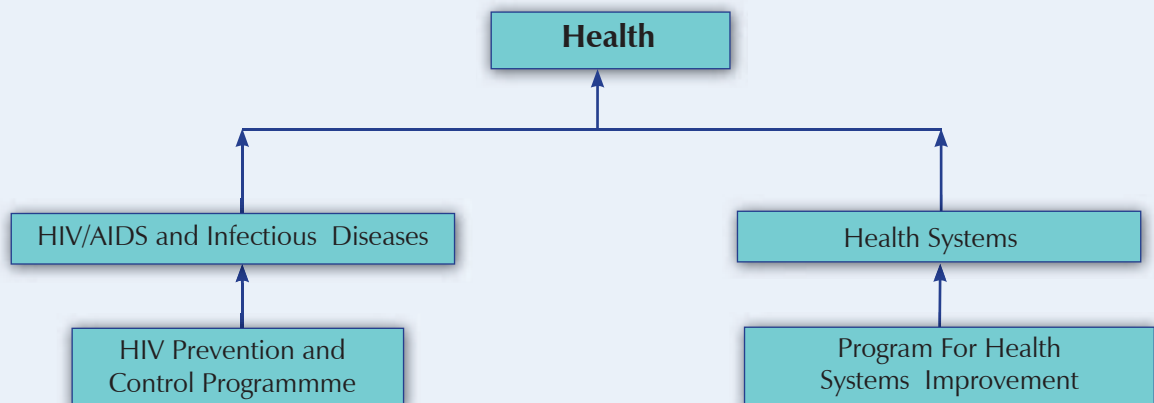 Health
HIV/AIDS and Infectious Diseases
Health Systems
HIV Prevention and
Control Programmme
Program For Health
Systems Improvement